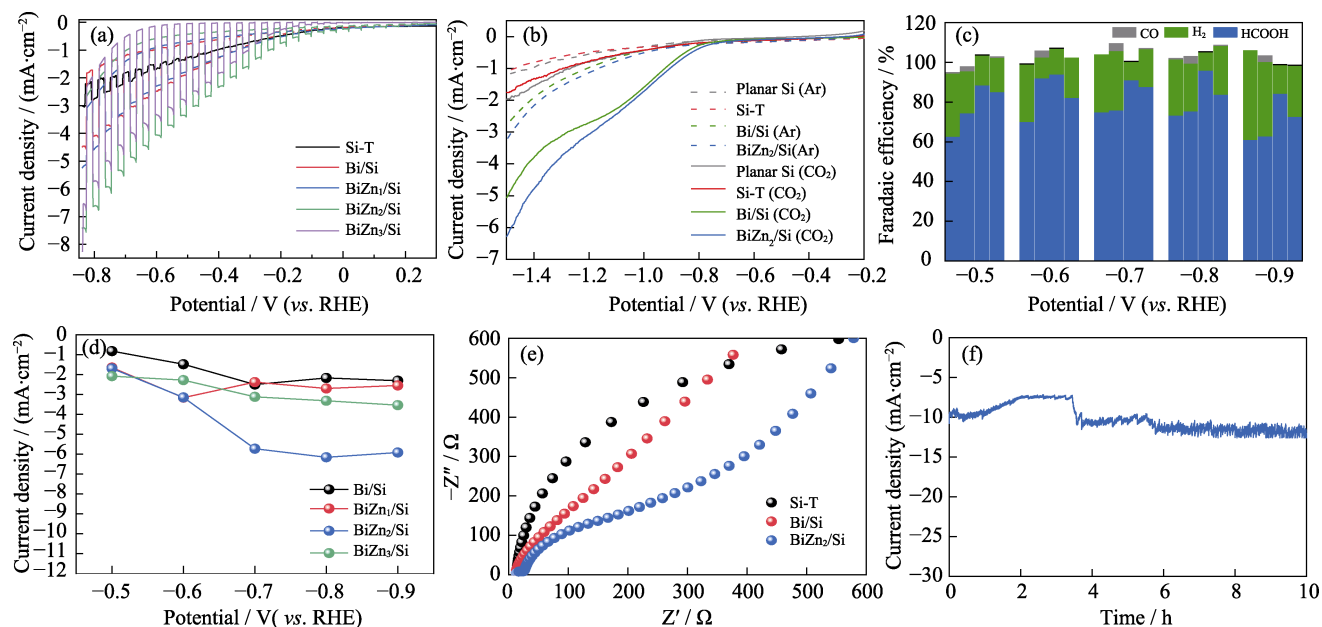 (a)
Current density / (mA·cm⁻²)
0
−1
−2
−3
−4
−5
−6
−7
−8
Si-T
Bi/Si
BiZn₁/Si
BiZn₂/Si
BiZn₃/Si
−0.8
−0.6
−0.4
−0.2
0
0.2
Potential / V (vs. RHE)
(b)
Current density / (mA·cm⁻²)
0
−1
−2
−3
−4
−5
−6
−7
Planar Si (Ar)
Si-T
Bi/Si (Ar)
BiZn₂/Si(Ar)
Planar Si (CO₂)
Si-T (CO₂)
Bi/Si (CO₂)
BiZn₂/Si (CO₂)
−1.4
−1.2
−1.0
−0.8
−0.6
−0.4
−0.2
Potential / V (vs. RHE)
(c)
CO
H₂
HCOOH
Faradaic efficiency / %
120
100
80
60
40
20
0
−0.5
−0.6
−0.7
−0.8
−0.9
Potential / V (vs. RHE)
(d)
Current density / (mA·cm⁻²)
0
−1
−2
−3
−4
−5
−6
−7
−8
−9
−10
−11
−12
Bi/Si
BiZn₁/Si
BiZn₂/Si
BiZn₃/Si
−0.5
−0.6
−0.7
−0.8
−0.9
Potential / V( vs. RHE)
(e)
−Z″ / Ω
600
500
400
300
200
100
0
Si-T
Bi/Si
BiZn₂/Si
0
100
200
300
400
500
600
Z′ / Ω
(f)
Current density (mA·cm⁻²)
0
−5
−10
−15
−20
−25
−30
0
2
4
6
8
10
Time / h